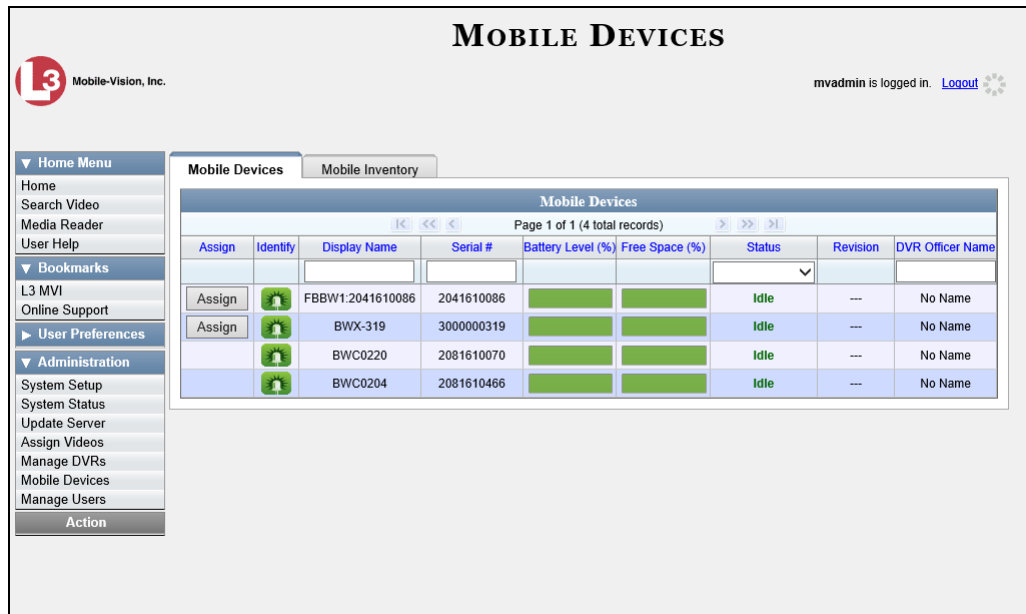 MOBILE DEVICES
L3 Mobile-Vision, Inc.
mvadmin is logged in. Logout
▼ Home Menu
Home
Search Video
Media Reader
User Help
▼ Bookmarks
L3 MVI
Online Support
► User Preferences
▼ Administration
System Setup
System Status
Update Server
Assign Videos
Manage DVRs
Mobile Devices
Manage Users
Action
Mobile Devices Mobile Inventory
Mobile Devices
Page 1 of 1 (4 total records)
Assign Identify Display Name Serial # Battery Level (%) Free Space (%) Status Revision DVR Officer Name
Assign FBBW1:2041610086 2041610086 Idle --- No Name
Assign BWX-319 3000000319 Idle --- No Name
BWC0220 2081610070 Idle --- No Name
BWC0204 2081610466 Idle --- No Name